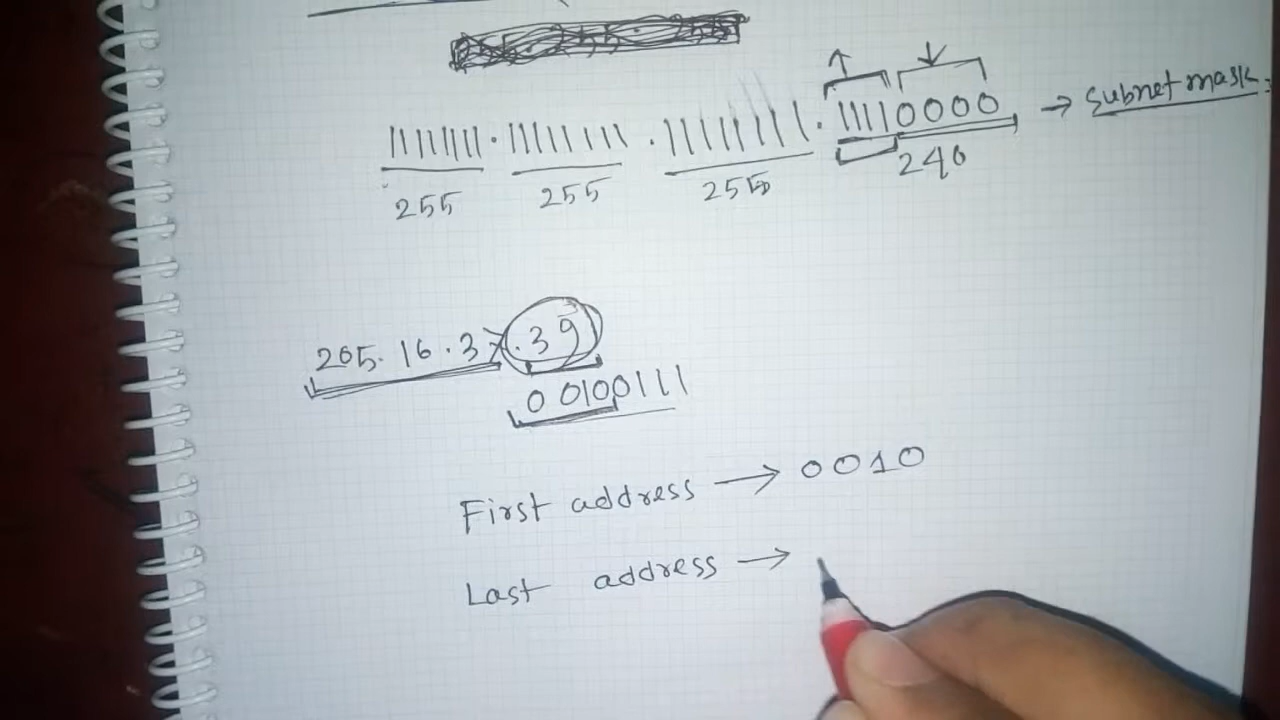 11111111.11111111.11111111.11110000 → Subnet mask:
255 255 255 240
205.16.37.39
00100111
First address → 0010
Last address →